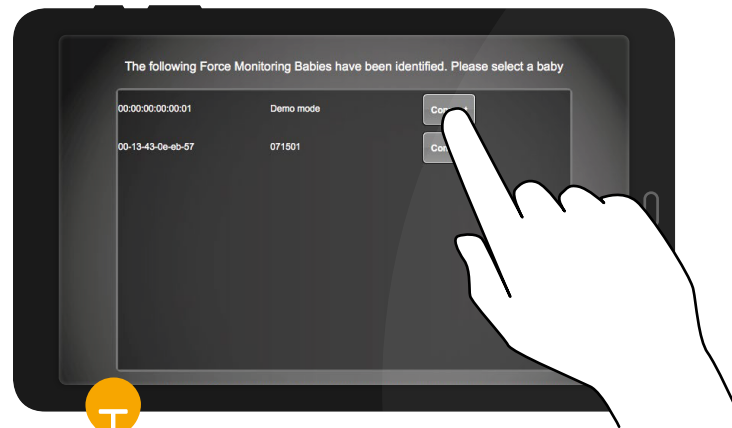 The following Force Monitoring Babies have been identified. Please select a baby
00:00:00:00:00:01 Demo mode
00-13-43-0e-eb-57 071501